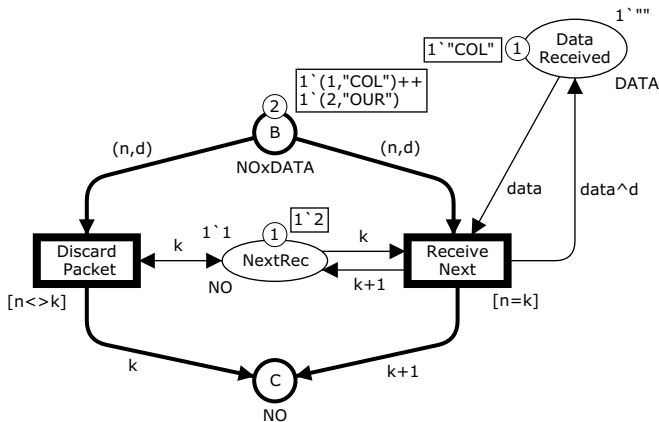 1`""
1`"COL"
1
Data
Received
DATA
1`(1,"COL")++
1`(2,"OUR")
2
B
NOxDATA
(n,d)
(n,d)
data
data^d
Discard
Packet
[n<>k]
k
1`1
1
1`2
NextRec
NO
k
k+1
Receive
Next
[n=k]
k
k+1
C
NO